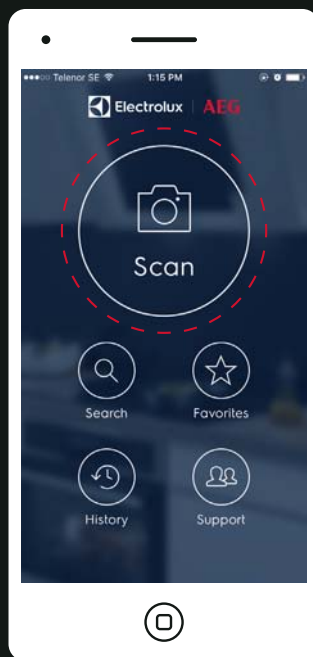 Telenor SE 1:15 PM
Electrolux AEG
Scan
Search Favorites
History Support